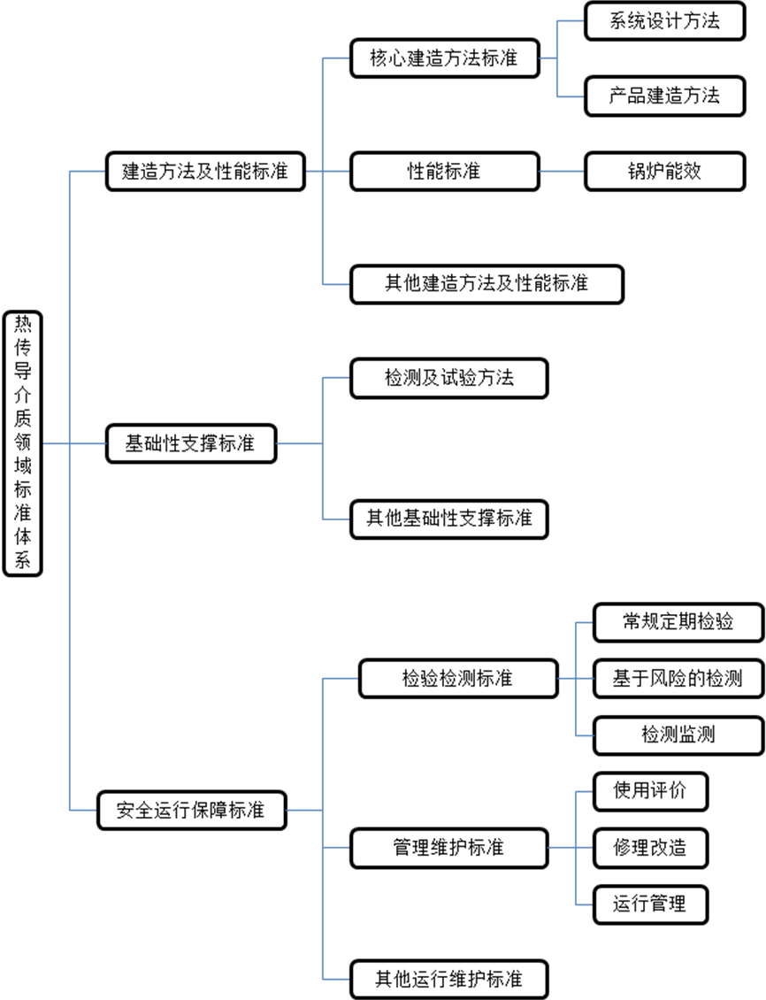 热传导介质领域标准体系
建造方法及性能标准
核心建造方法标准
系统设计方法
产品建造方法
性能标准
锅炉能效
其他建造方法及性能标准
基础性支撑标准
检测及试验方法
其他基础性支撑标准
安全运行保障标准
检验检测标准
常规定期检验
基于风险的检测
检测监测
管理维护标准
使用评价
修理改造
运行管理
其他运行维护标准